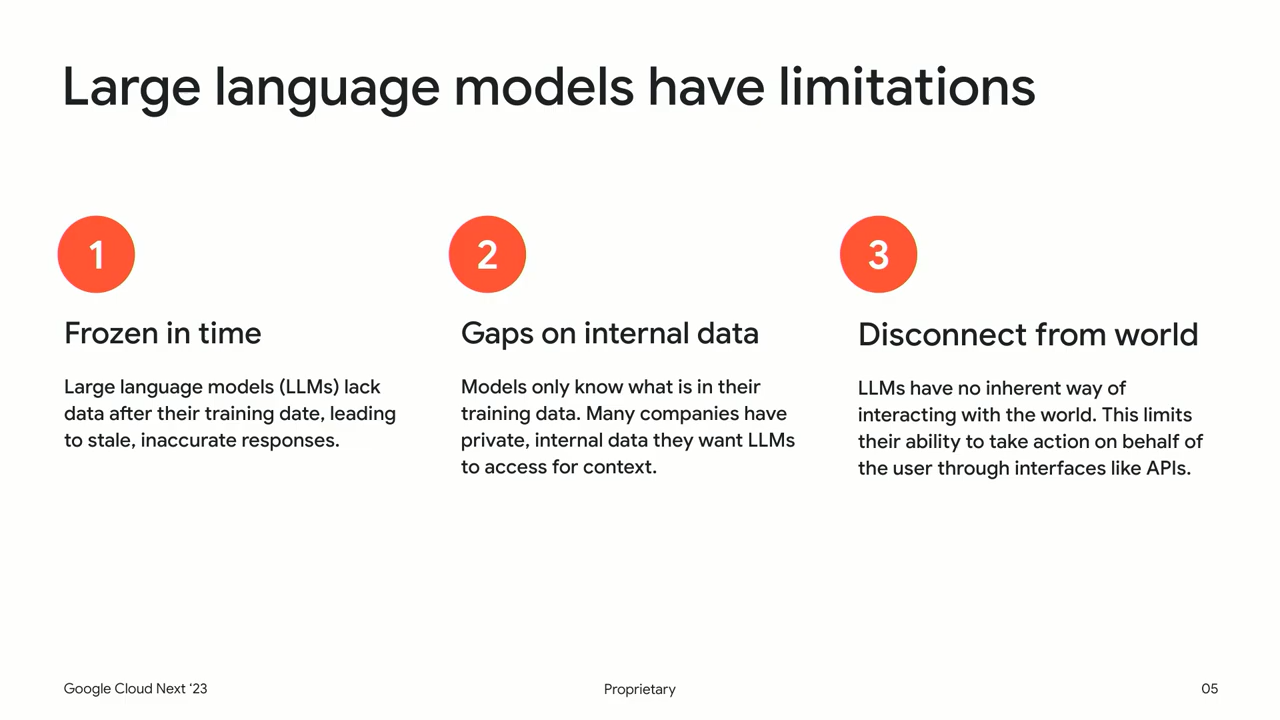 Large language models have limitations
1
Frozen in time
Large language models (LLMs) lack
data after their training date, leading
to stale, inaccurate responses.
2
Gaps on internal data
Models only know what is in their
training data. Many companies have
private, internal data they want LLMs
to access for context.
3
Disconnect from world
LLMs have no inherent way of
interacting with the world. This limits
their ability to take action on behalf of
the user through interfaces like APIs.
Google Cloud Next ‘23
Proprietary
05